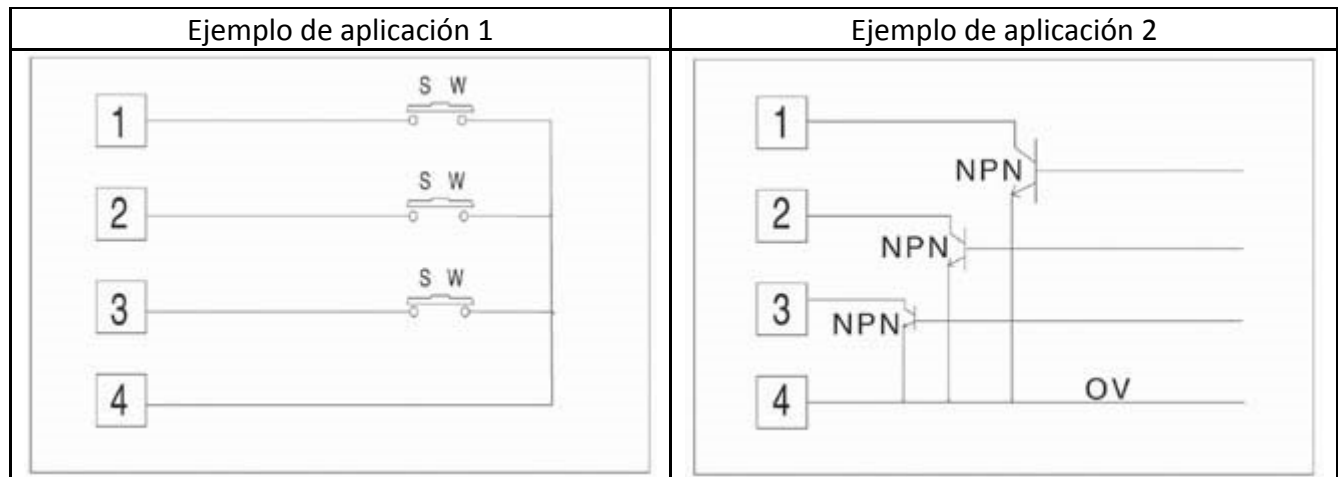 Ejemplo de aplicación 1
S W
1
S W
2
S W
3
4
Ejemplo de aplicación 2
1
NPN
2
NPN
3
NPN
4
OV